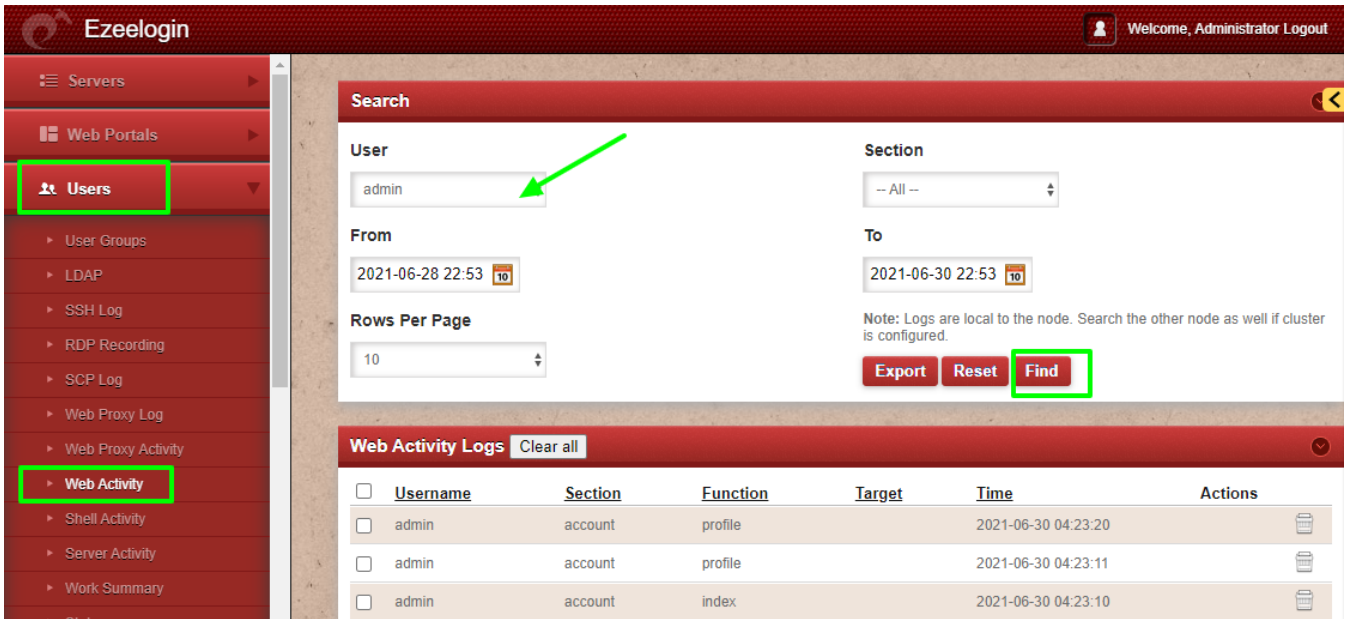 Ezeelogin
Welcome, Administrator Logout
Servers
Web Portals
Users
User Groups
LDAP
SSH Log
RDP Recording
SCP Log
Web Proxy Log
Web Proxy Activity
Web Activity
Shell Activity
Server Activity
Work Summary
Search
User Section
admin -- All --
From To
2021-06-28 22:53 10 2021-06-30 22:53 10
Rows Per Page
Note: Logs are local to the node. Search the other node as well if cluster
is configured.
10
Export Reset Find
Web Activity Logs Clear all
Username Section Function Target Time Actions
admin account profile 2021-06-30 04:23:20
admin account profile 2021-06-30 04:23:11
admin account index 2021-06-30 04:23:10